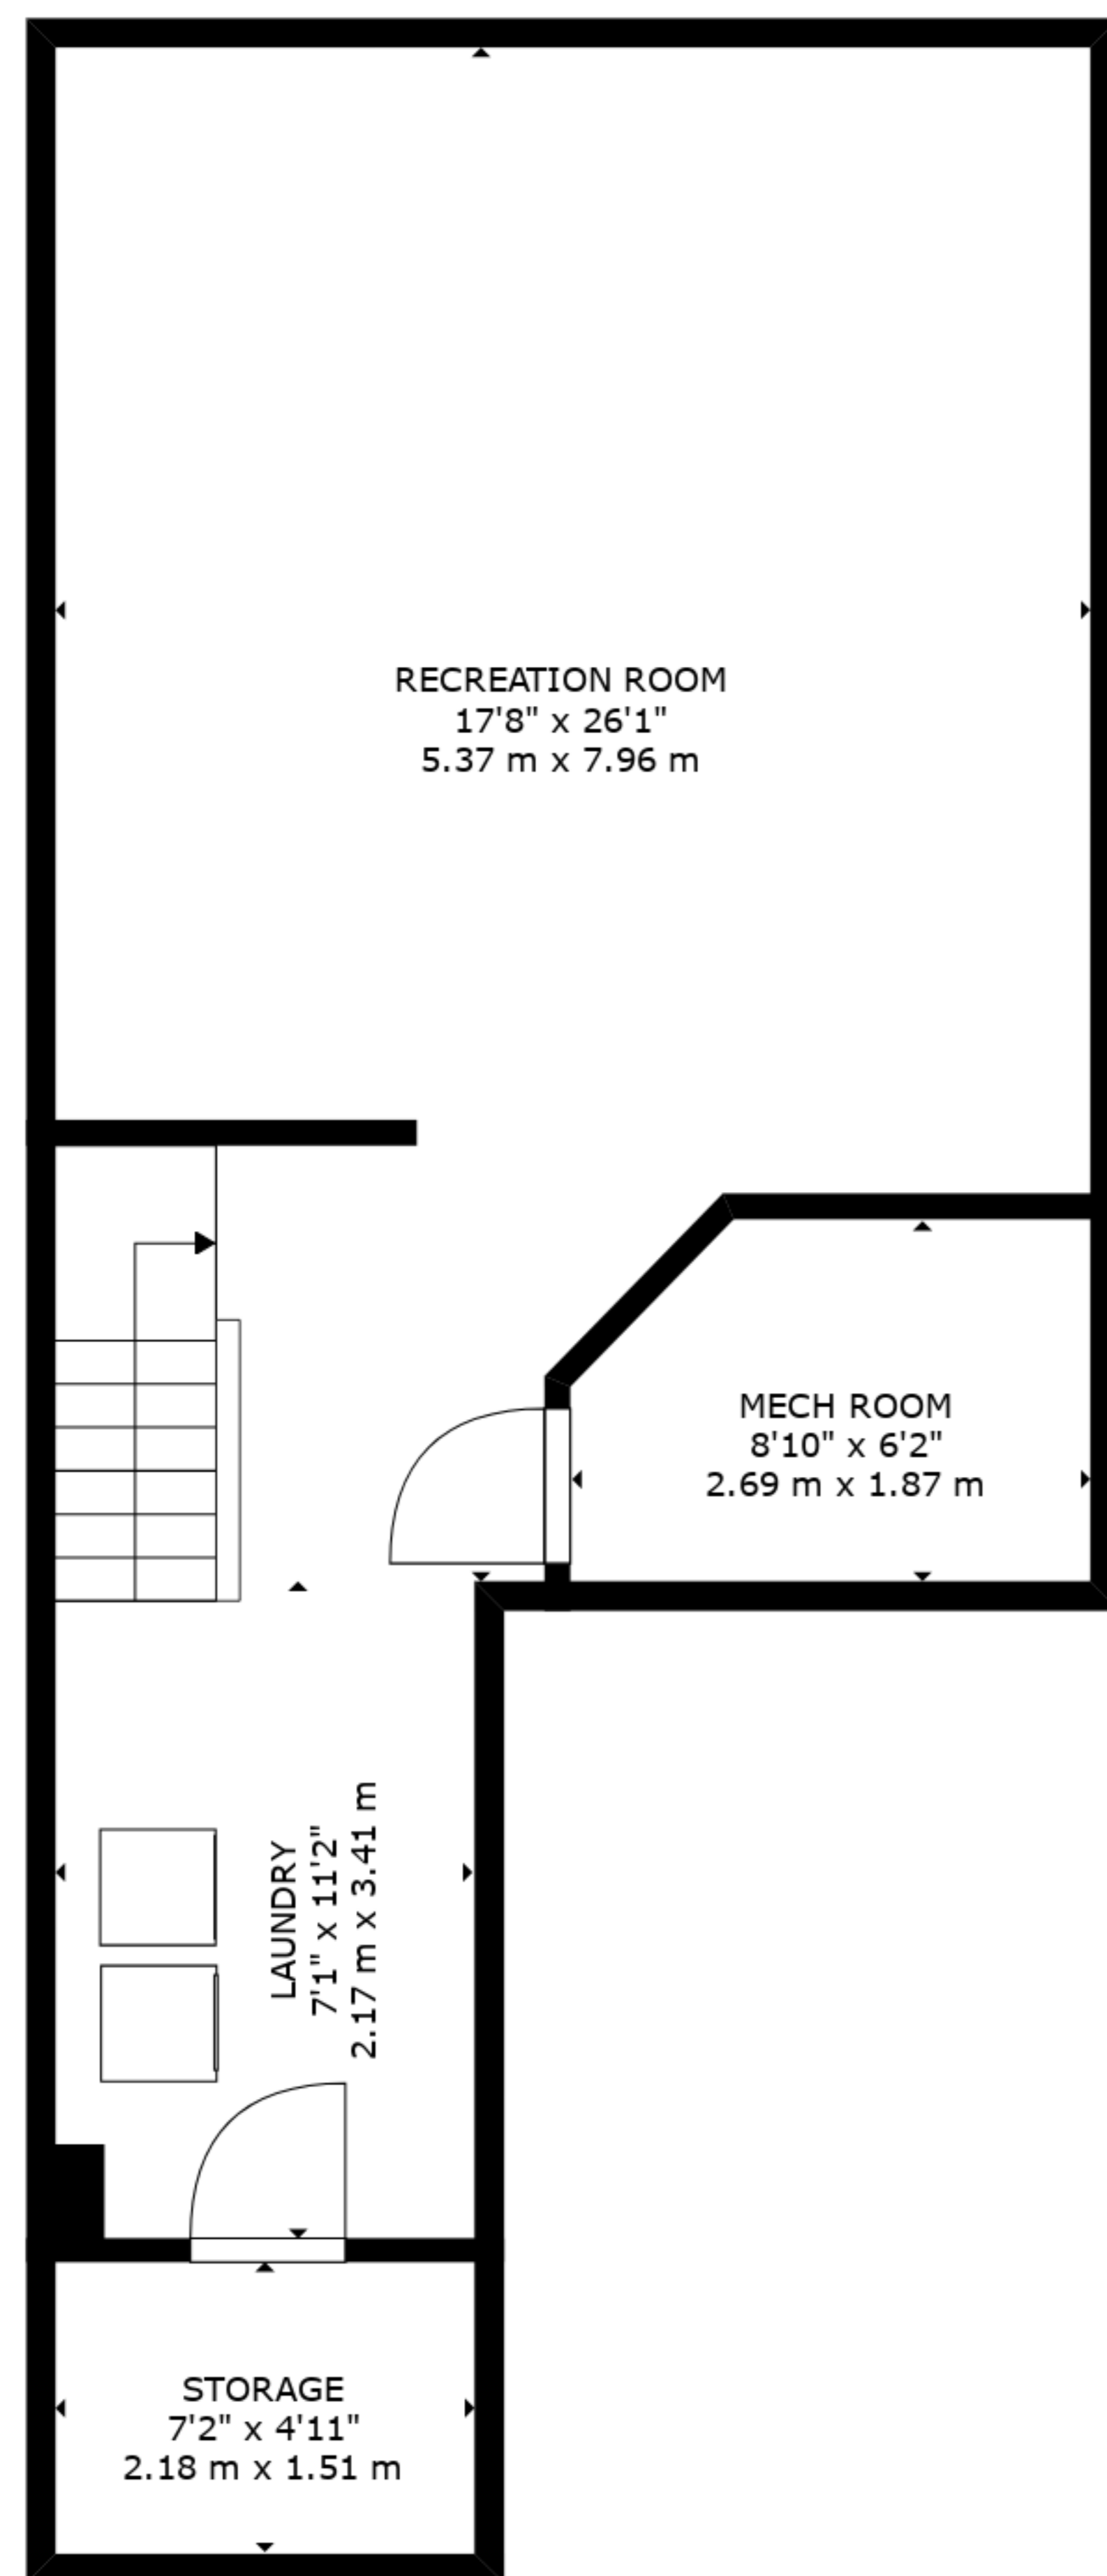 RECREATION ROOM
17'8" x 26'1"
5.37 m x 7.96 m
MECH ROOM
8'10" x 6'2"
2.69 m x 1.87 m
LAUNDRY
7'1" x 11'2"
2.17 m x 3.41 m
STORAGE
7'2" x 4'11"
2.18 m x 1.51 m